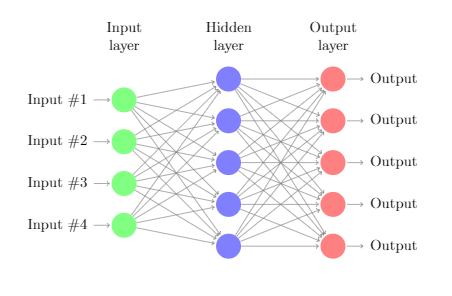 Input
layer
Hidden
layer
Output
layer
Input #1
Input #2
Input #3
Input #4
Output
Output
Output
Output
Output